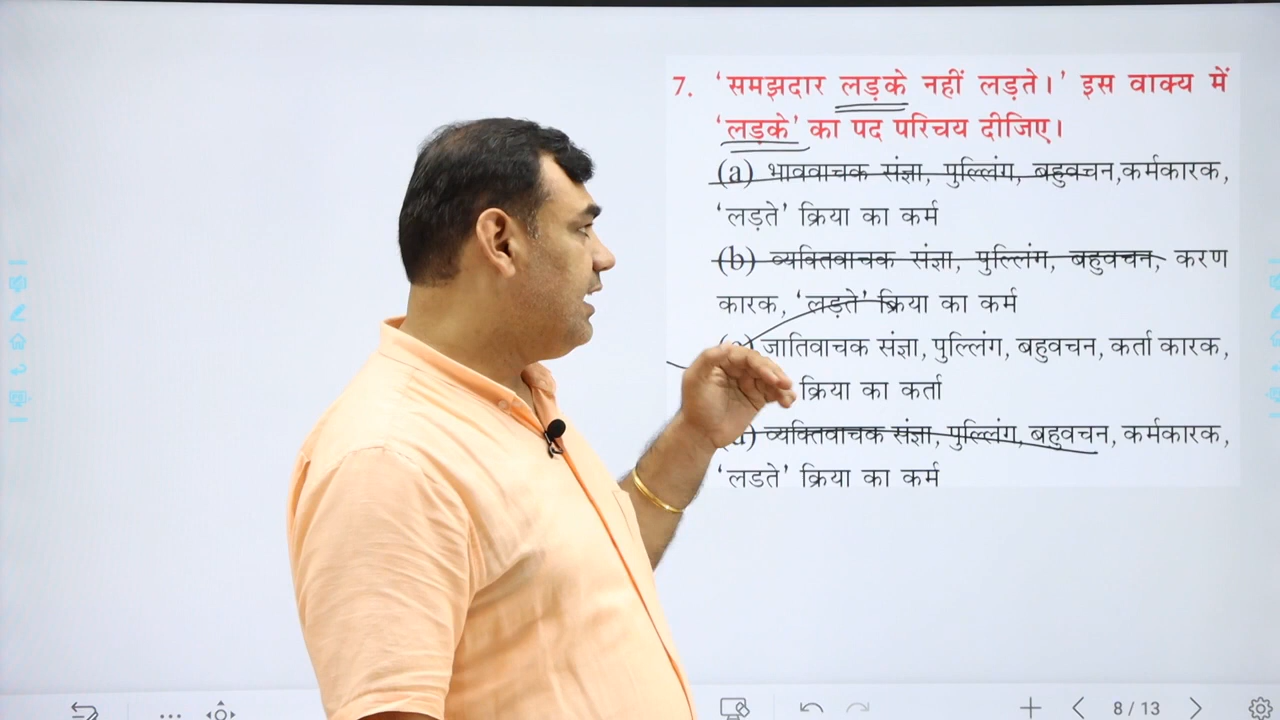 7. 'समझदार लड़के नहीं लड़ते।' इस वाक्य में
'लड़के' का पद परिचय दीजिए।
(a) भाववाचक संज्ञा, पुल्लिंग, बहुवचन,कर्मकारक,
'लड़ते' क्रिया का कर्म
(b) व्यक्तिवाचक संज्ञा, पुल्लिंग, बहुवचन, करण
कारक, 'लड़ते' क्रिया का कर्म
जातिवाचक संज्ञा, पुल्लिंग, बहुवचन, कर्ता कारक,
क्रिया का कर्ता
व्यक्तिवाचक संज्ञा, पुल्लिंग, बहुवचन, कर्मकारक,
'लडते' क्रिया का कर्म
8 / 13